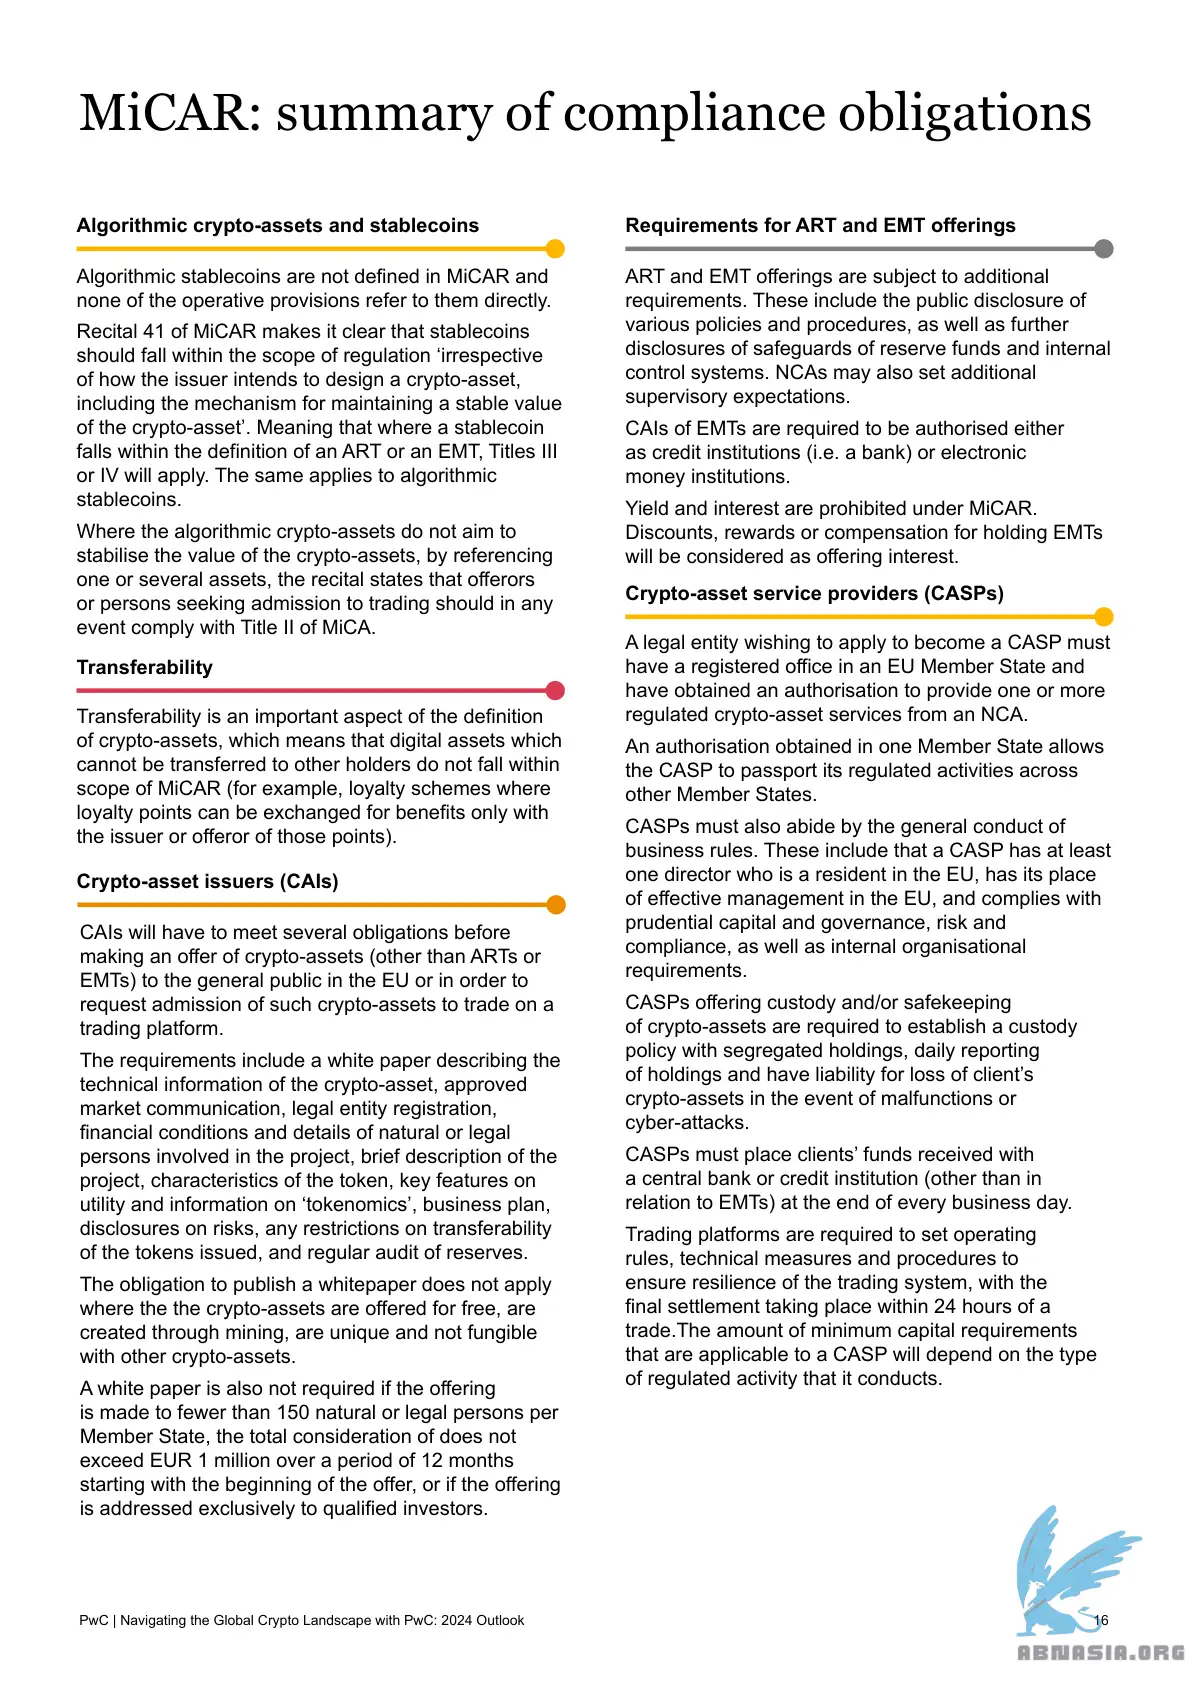 MiCAR: summary of compliance obligations
Algorithmic crypto-assets and stablecoins
Algorithmic stablecoins are not defined in MiCAR and
none of the operative provisions refer to them directly.
Recital 41 of MiCAR makes it clear that stablecoins
should fall within the scope of regulation ‘irrespective
of how the issuer intends to design a crypto-asset,
including the mechanism for maintaining a stable value
of the crypto-asset’. Meaning that where a stablecoin
falls within the definition of an ART or an EMT, Titles III
or IV will apply. The same applies to algorithmic
stablecoins.
Where the algorithmic crypto-assets do not aim to
stabilise the value of the crypto-assets, by referencing
one or several assets, the recital states that offerors
or persons seeking admission to trading should in any
event comply with Title II of MiCA.
Transferability
Transferability is an important aspect of the definition
of crypto-assets, which means that digital assets which
cannot be transferred to other holders do not fall within
scope of MiCAR (for example, loyalty schemes where
loyalty points can be exchanged for benefits only with
the issuer or offeror of those points).
Crypto-asset issuers (CAIs)
CAIs will have to meet several obligations before
making an offer of crypto-assets (other than ARTs or
EMTs) to the general public in the EU or in order to
request admission of such crypto-assets to trade on a
trading platform.
The requirements include a white paper describing the
technical information of the crypto-asset, approved
market communication, legal entity registration,
financial conditions and details of natural or legal
persons involved in the project, brief description of the
project, characteristics of the token, key features on
utility and information on ‘tokenomics’, business plan,
disclosures on risks, any restrictions on transferability
of the tokens issued, and regular audit of reserves.
The obligation to publish a whitepaper does not apply
where the the crypto-assets are offered for free, are
created through mining, are unique and not fungible
with other crypto-assets.
A white paper is also not required if the offering
is made to fewer than 150 natural or legal persons per
Member State, the total consideration of does not
exceed EUR 1 million over a period of 12 months
starting with the beginning of the offer, or if the offering
is addressed exclusively to qualified investors.
Requirements for ART and EMT offerings
ART and EMT offerings are subject to additional
requirements. These include the public disclosure of
various policies and procedures, as well as further
disclosures of safeguards of reserve funds and internal
control systems. NCAs may also set additional
supervisory expectations.
CAIs of EMTs are required to be authorised either
as credit institutions (i.e. a bank) or electronic
money institutions.
Yield and interest are prohibited under MiCAR.
Discounts, rewards or compensation for holding EMTs
will be considered as offering interest.
Crypto-asset service providers (CASPs)
A legal entity wishing to apply to become a CASP must
have a registered office in an EU Member State and
have obtained an authorisation to provide one or more
regulated crypto-asset services from an NCA.
An authorisation obtained in one Member State allows
the CASP to passport its regulated activities across
other Member States.
CASPs must also abide by the general conduct of
business rules. These include that a CASP has at least
one director who is a resident in the EU, has its place
of effective management in the EU, and complies with
prudential capital and governance, risk and
compliance, as well as internal organisational
requirements.
CASPs offering custody and/or safekeeping
of crypto-assets are required to establish a custody
policy with segregated holdings, daily reporting
of holdings and have liability for loss of client’s
crypto-assets in the event of malfunctions or
cyber-attacks.
CASPs must place clients’ funds received with
a central bank or credit institution (other than in
relation to EMTs) at the end of every business day.
Trading platforms are required to set operating
rules, technical measures and procedures to
ensure resilience of the trading system, with the
final settlement taking place within 24 hours of a
trade.The amount of minimum capital requirements
that are applicable to a CASP will depend on the type
of regulated activity that it conducts.
PwC | Navigating the Global Crypto Landscape with PwC: 2024 Outlook
16
ABNASIA.ORG